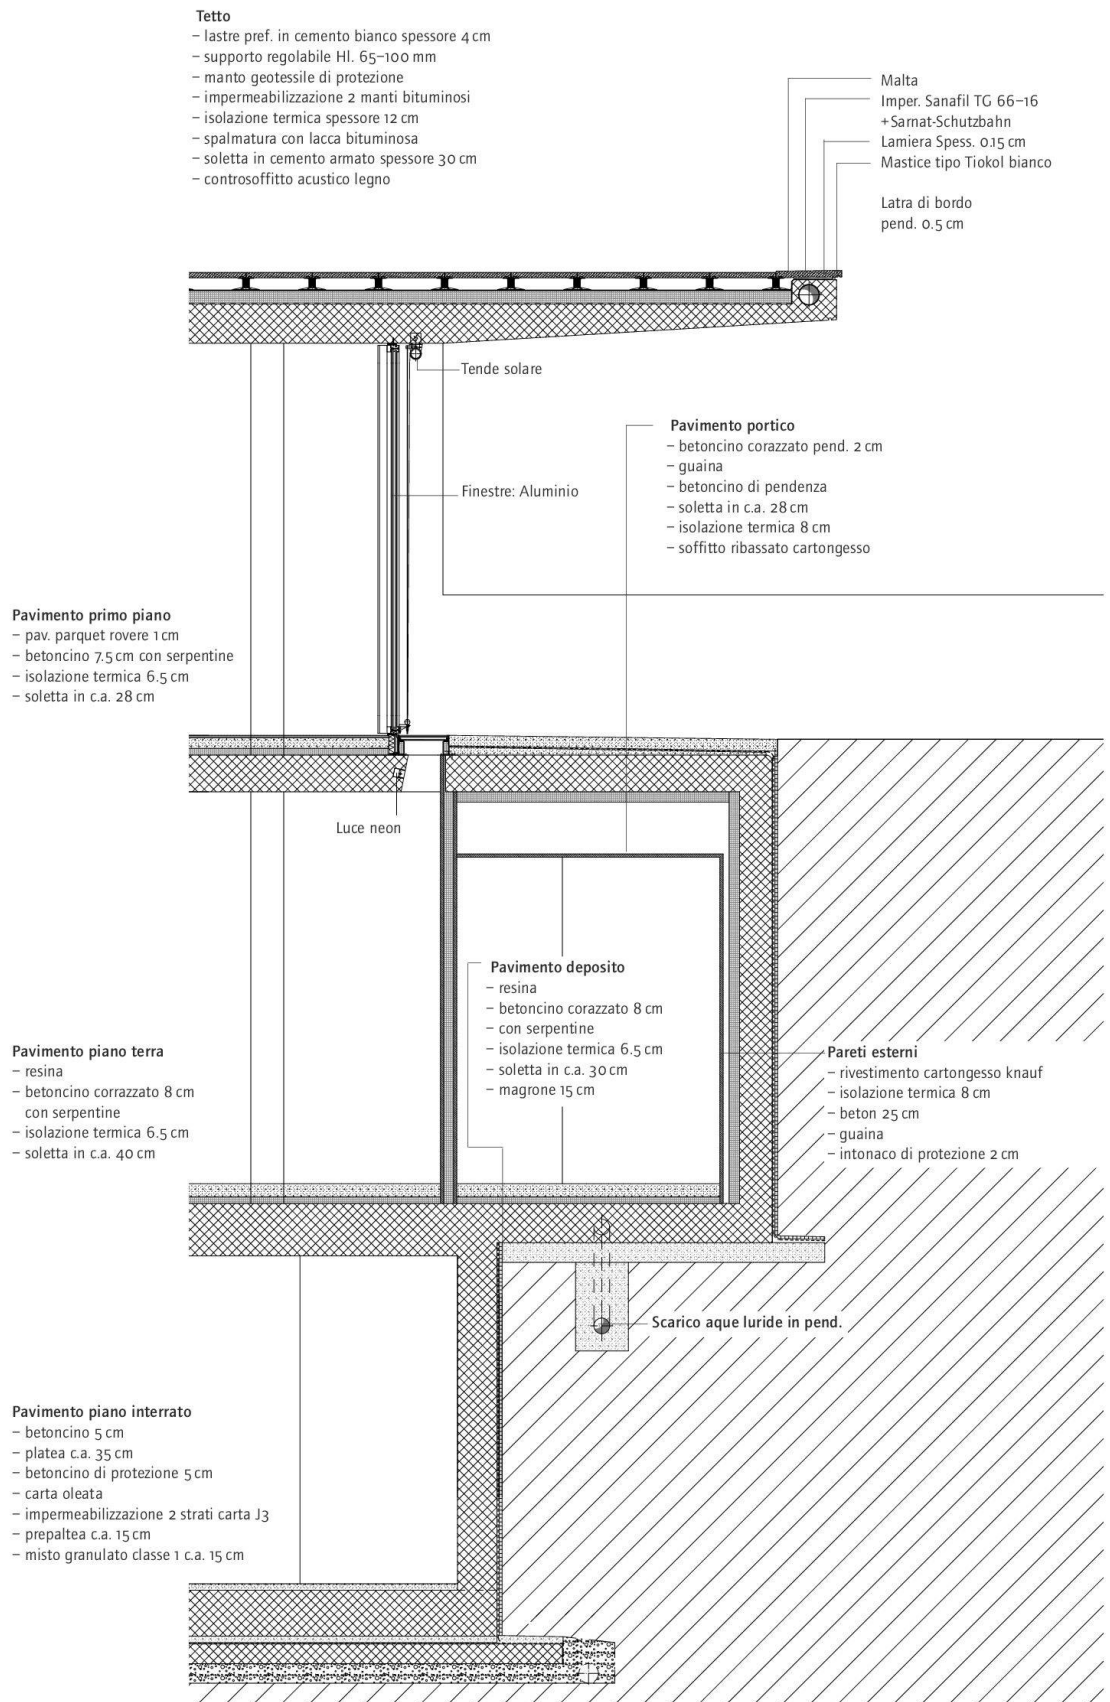 Tetto
– lastre pref. in cemento bianco spessore 4 cm
– supporto regolabile Hl. 65–100 mm
– manto geotessile di protezione
– impermeabilizzazione 2 manti bituminosi
– isolazione termica spessore 12 cm
– spalmatura con lacca bituminosa
– soletta in cemento armato spessore 30 cm
– controsoffitto acustico legno
Malta
Imper. Sanafil TG 66–16
+Sarnat-Schutzbahn
Lamiera Spess. 0.15 cm
Mastice tipo Tiokol bianco
Latra di bordo
pend. 0.5 cm
Tende solare
Finestre: Aluminio
Pavimento portico
– betoncino corazzato pend. 2 cm
– guaina
– betoncino di pendenza
– soletta in c.a. 28 cm
– isolazione termica 8 cm
– soffitto ribassato cartongesso
Pavimento primo piano
– pav. parquet rovere 1 cm
– betoncino 7.5 cm con serpentine
– isolazione termica 6.5 cm
– soletta in c.a. 28 cm
Luce neon
Pavimento deposito
– resina
– betoncino corazzato 8 cm
– con serpentine
– isolazione termica 6.5 cm
– soletta in c.a. 30 cm
– magrone 15 cm
Pavimento piano terra
– resina
– betoncino corrazzato 8 cm
con serpentine
– isolazione termica 6.5 cm
– soletta in c.a. 40 cm
Pareti esterni
– rivestimento cartongesso knauf
– isolazione termica 8 cm
– beton 25 cm
– guaina
– intonaco di protezione 2 cm
Scarico aque luride in pend.
Pavimento piano interrato
– betoncino 5 cm
– platea c.a. 35 cm
– betoncino di protezione 5 cm
– carta oleata
– impermeabilizzazione 2 strati carta J3
– prepaltea c.a. 15 cm
– misto granulato classe 1 c.a. 15 cm